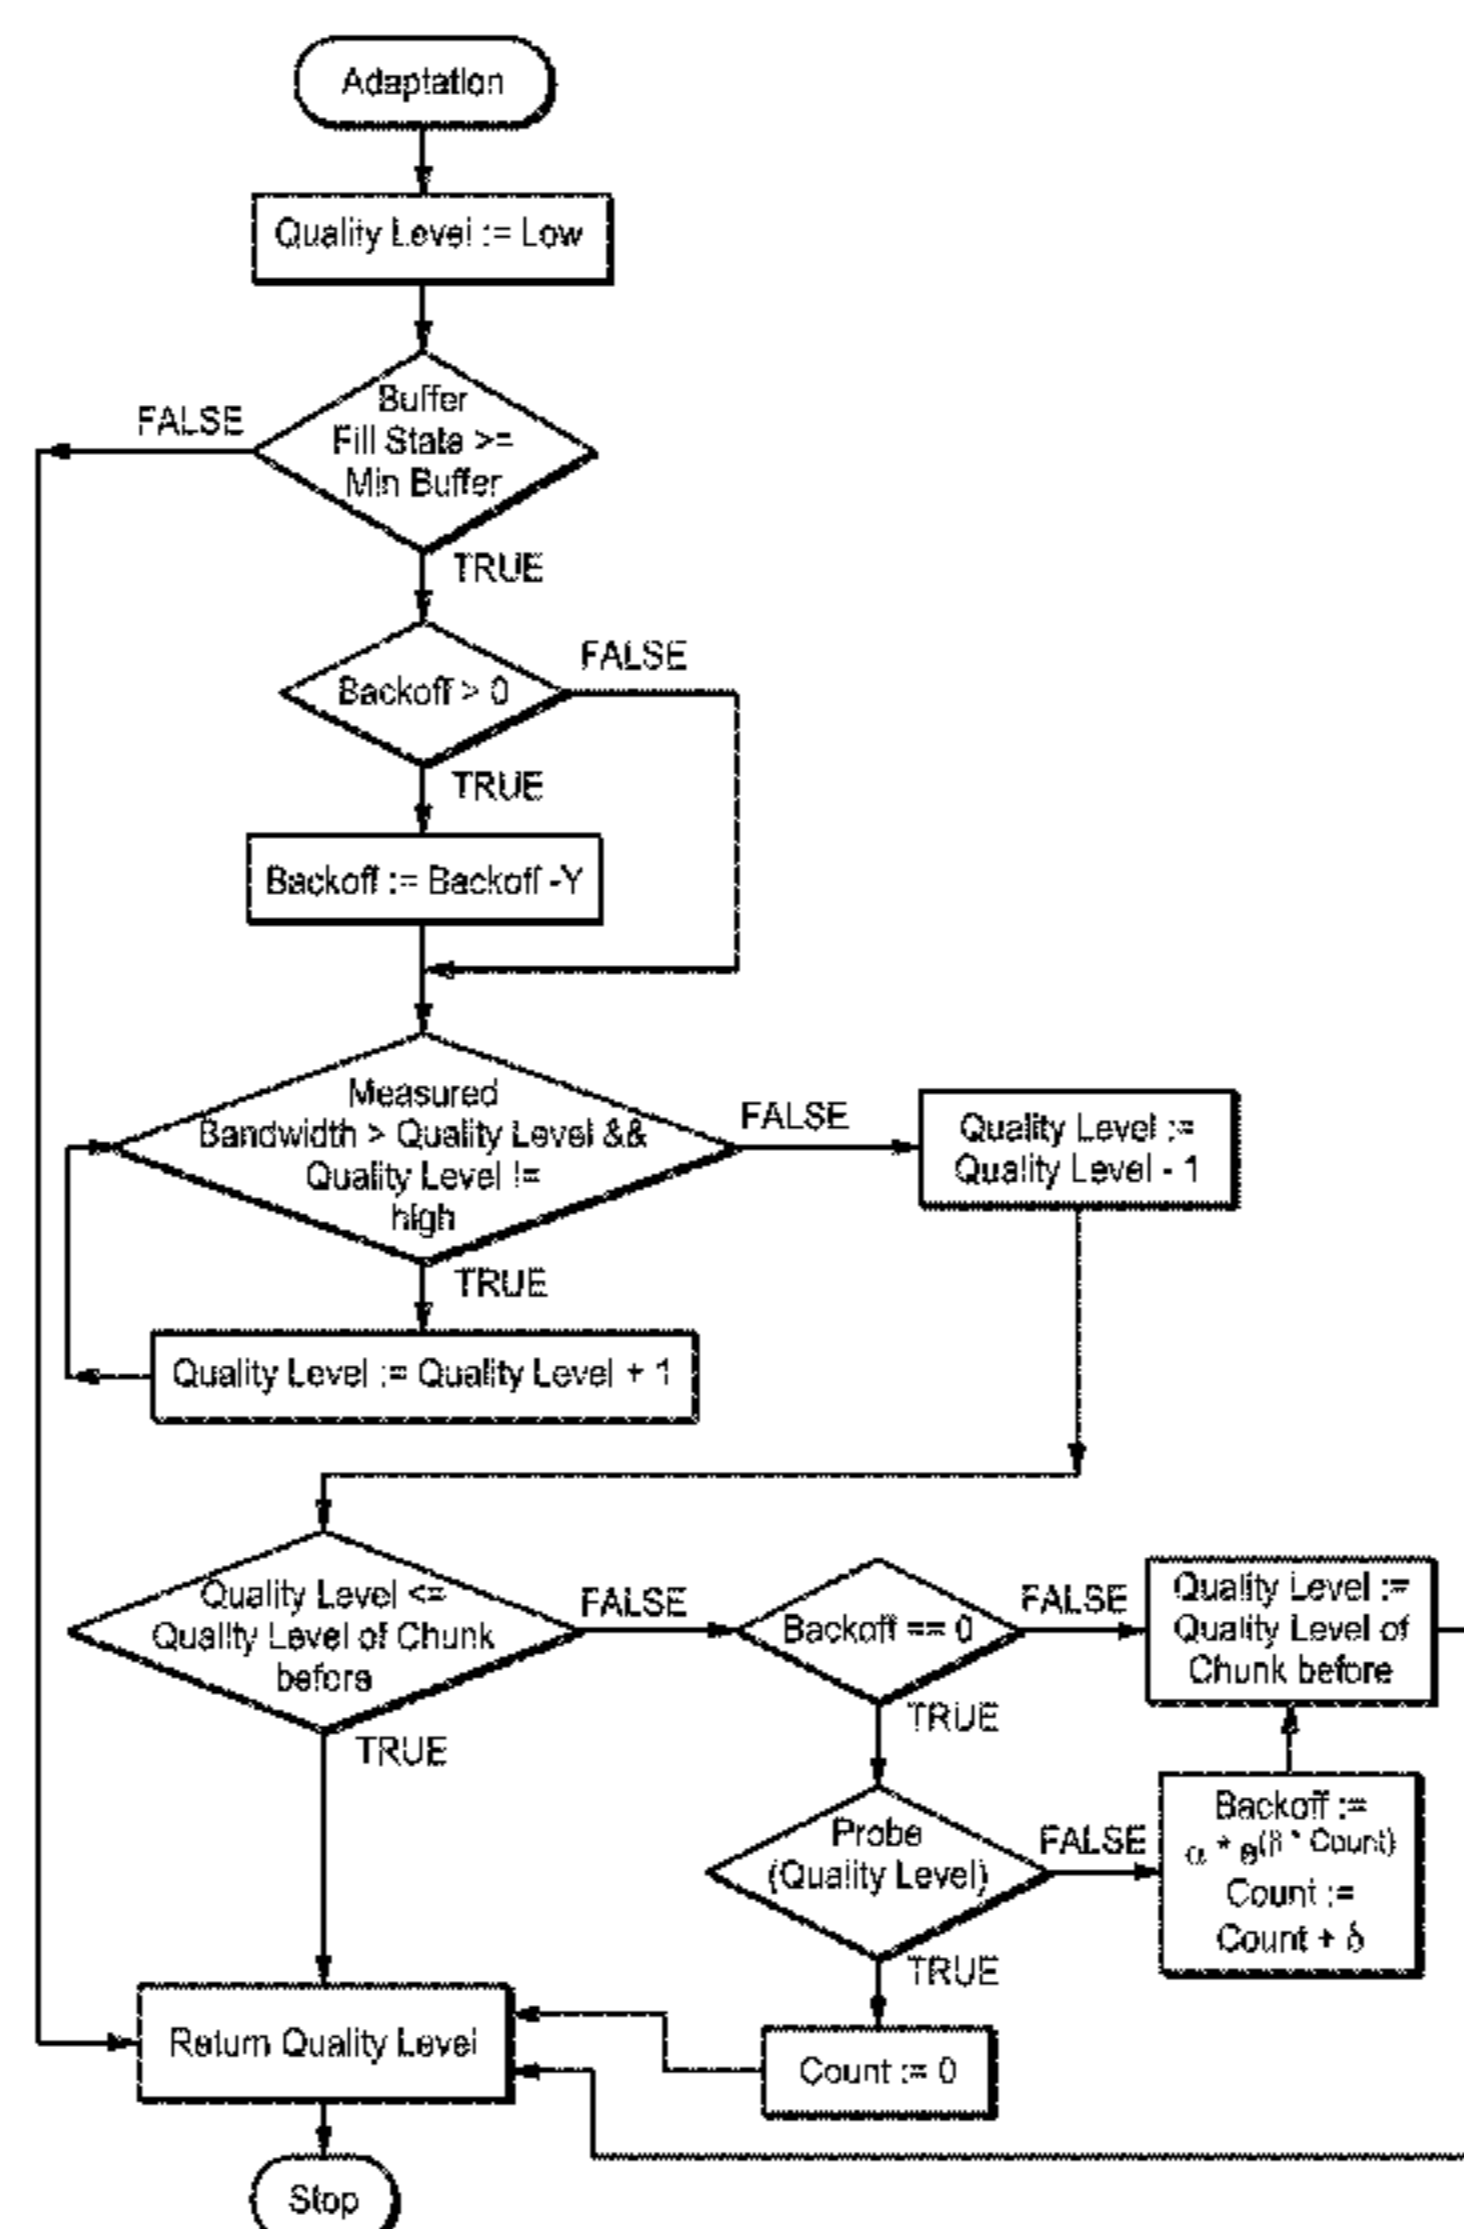 Adaptation
Quality Level := Low
Buffer
Fill State >=
Min Buffer
FALSE
TRUE
Backoff > 0
FALSE
TRUE
Backoff := Backoff -Y
Measured
Bandwidth > Quality Level &&
Quality Level !=
high
FALSE
Quality Level :=
Quality Level - 1
TRUE
Quality Level := Quality Level + 1
Quality Level <=
Quality Level of Chunk
before
FALSE
Backoff == 0
FALSE
Quality Level :=
Quality Level of
Chunk before
TRUE
TRUE
Probe
(Quality Level)
FALSE
Backoff :=
α * e(β * Count)
Count :=
Count + δ
TRUE
Return Quality Level
Count := 0
Stop